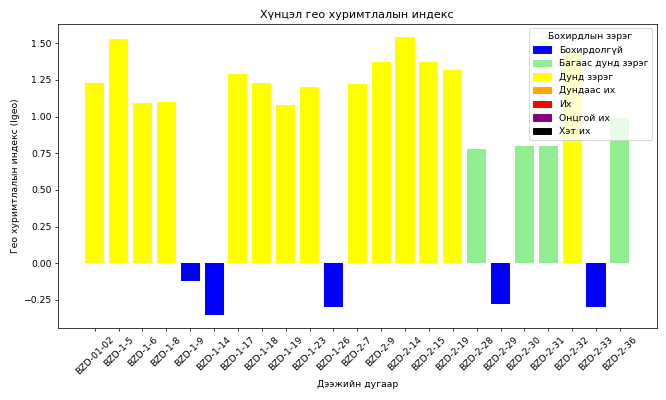 Хүнцэл гео хуримтлалын индекс
Гео хуримтлалын индекс (Igeo)
1.50
1.25
1.00
0.75
0.50
0.25
0.00
−0.25
Бохирдлын зэрэг
Бохирдолгүй
Багаас дунд зэрэг
Дунд зэрэг
Дундаас их
Их
Онцгой их
Хэт их
BZD-01-02
BZD-1-5
BZD-1-6
BZD-1-8
BZD-1-9
BZD-1-14
BZD-1-17
BZD-1-18
BZD-1-19
BZD-1-23
BZD-1-26
BZD-2-7
BZD-2-9
BZD-2-14
BZD-2-15
BZD-2-19
BZD-2-28
BZD-2-29
BZD-2-30
BZD-2-31
BZD-2-32
BZD-2-33
BZD-2-36
Дээжийн дугаар